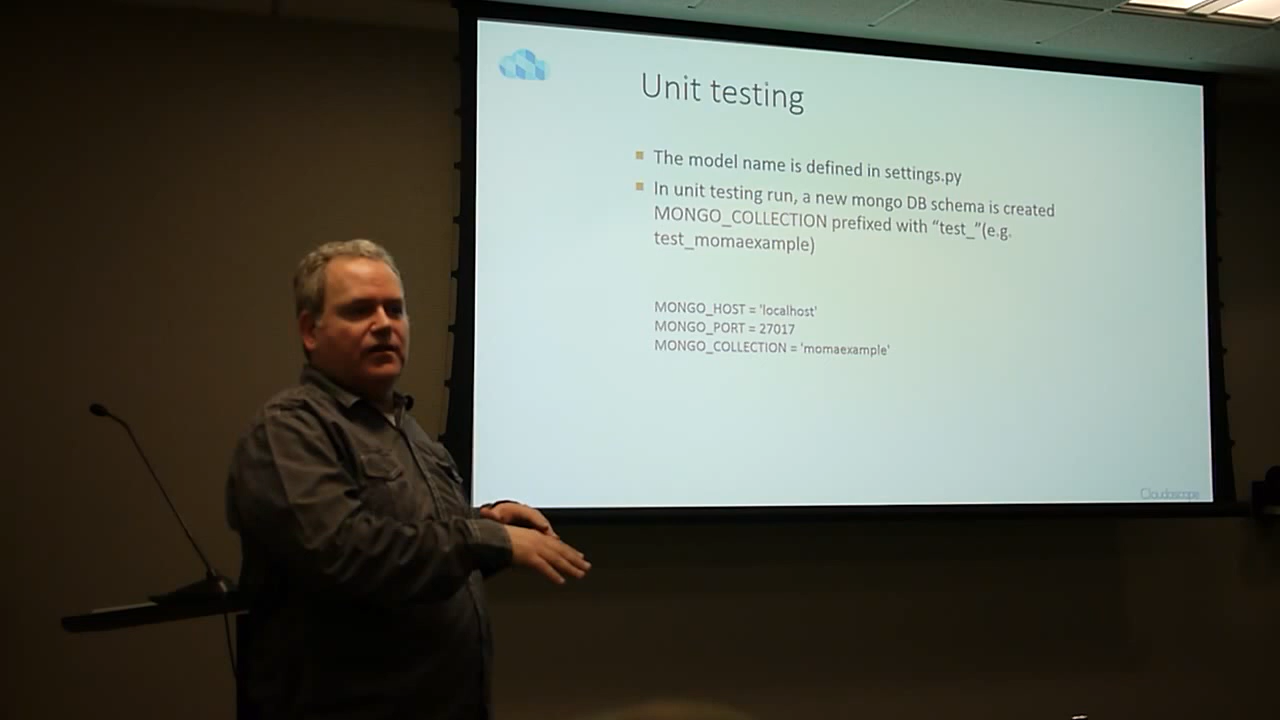 Unit testing
The model name is defined in settings.py
In unit testing run, a new mongo DB schema is created
MONGO_COLLECTION prefixed with “test_”(e.g.
test_momaexample)
MONGO_HOST = 'localhost'
MONGO_PORT = 27017
MONGO_COLLECTION = 'momaexample'
Cloudoscope